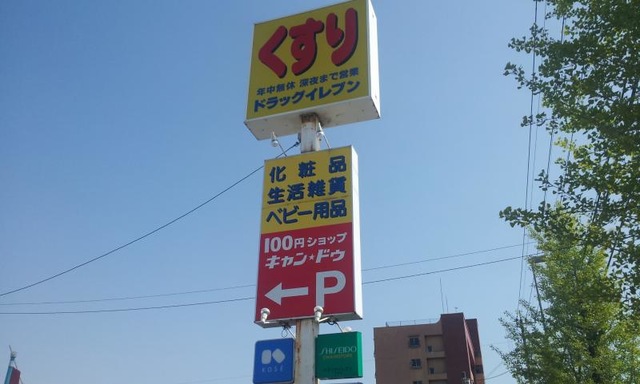 くすり
年中無休 深夜まで営業
ドラッグイレブン
化粧品
生活雑貨
ベビー用品
100円ショップ
キャン★ドゥ
← P
KOSÉ
SHISEIDO